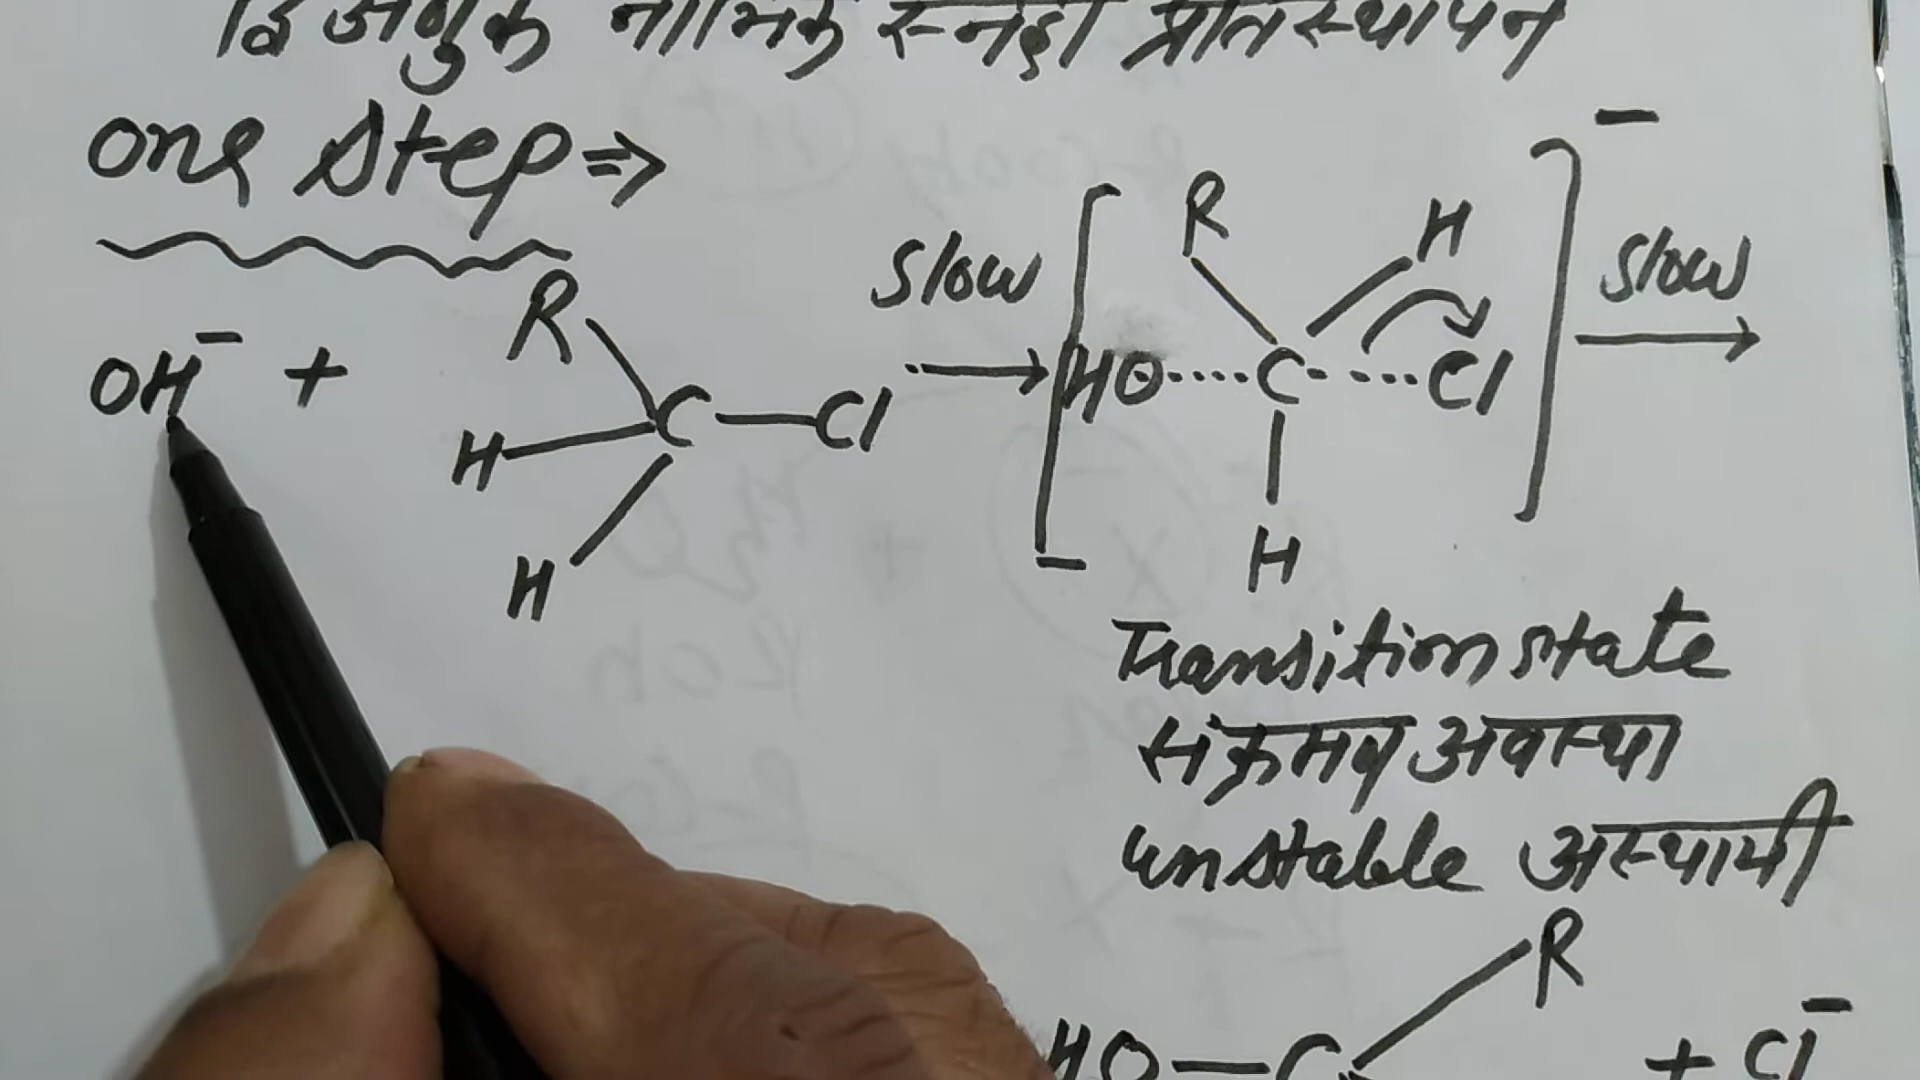 द्वि अणुक नाभिक स्नेही प्रतिस्थापन
one step ⇒
R Slow [ R H ]⁻ Slow
OH⁻ + C — Cl → HO ···· C ···· Cl →
H
H H
Transition state
संक्रमण अवस्था
unstable अस्थायी
R
HO — C + Cl⁻